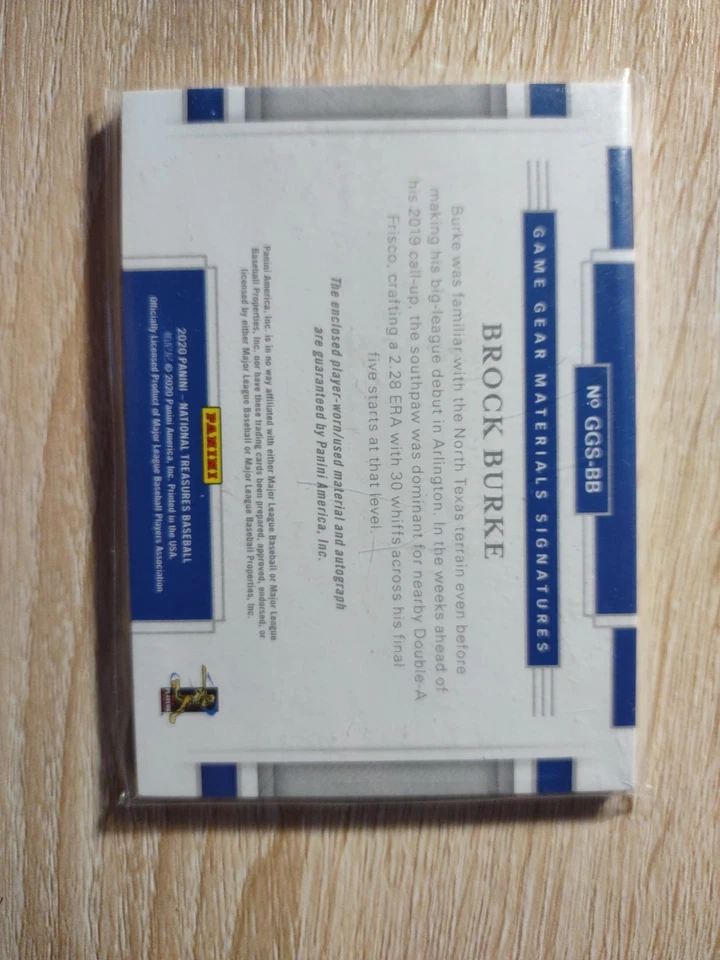 Nº GGS-BB
GAME GEAR MATERIALS SIGNATURES
BROCK BURKE
Burke was familiar with the North Texas terrain even before
making his big-league debut in Arlington. In the weeks ahead of
his 2019 call-up, the southpaw was dominant for nearby Double-A
Frisco, crafting a 2.28 ERA with 30 whiffs across his final
five starts at that level.
The enclosed player-worn/used material and autograph
are guaranteed by Panini America, Inc.
Panini America, Inc. is in no way affiliated with either Major League Baseball or Major League
Baseball Properties, Inc. nor have these trading cards been prepared, approved, endorsed, or
licensed by either Major League Baseball or Major League Baseball Properties, Inc.
PANINI
2020 PANINI – NATIONAL TREASURES BASEBALL
© 2020 Panini America, Inc. Printed in the USA.
Officially Licensed Product of Major League Baseball Players Association